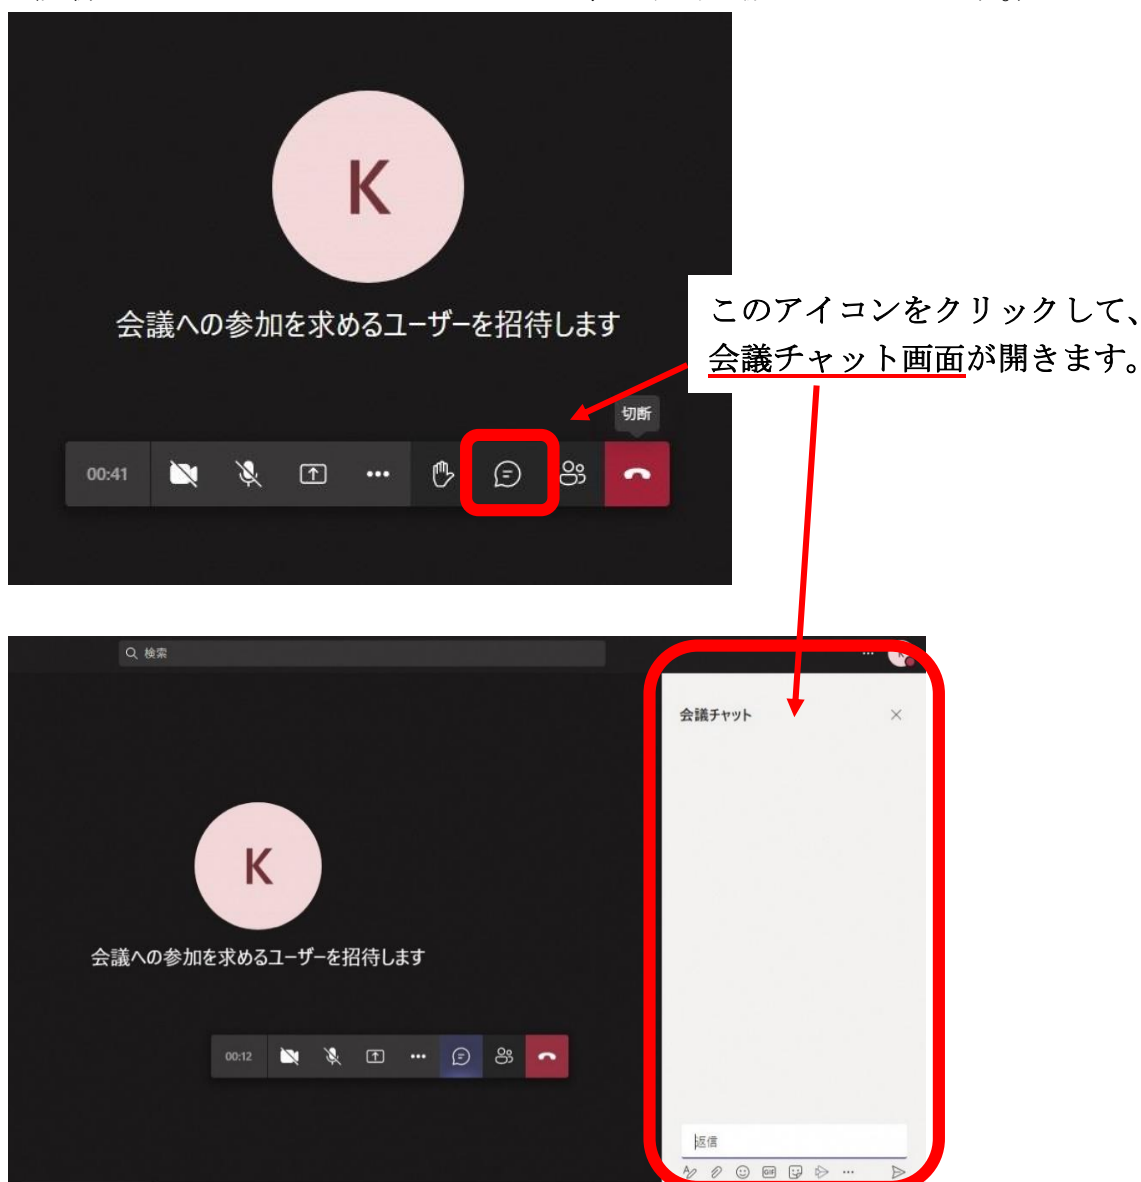 K
会議への参加を求めるユーザーを招待します
このアイコンをクリックして、
会議チャット画面が開きます。
切断
00:41
検索
K
会議チャット
K
会議への参加を求めるユーザーを招待します
00:12
返信
GIF